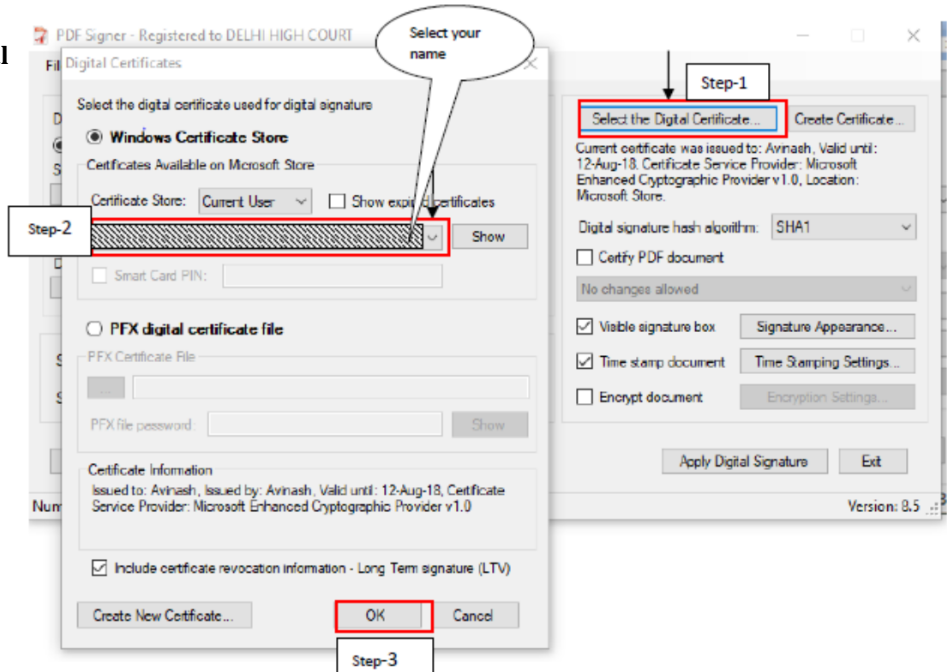 PDF Signer - Registered to DELHI HIGH COURT
Select your
name
Fil
Digital Certificates
Select the digital certificate used for digital signature
Windows Certificate Store
Certificates Available on Microsoft Store
Certificate Store: Current User
Show expired certificates
Step-2
Show
Smart Card PIN:
PFX digital certificate file
PFX Certificate File
...
PFX file password:
Show
Certificate Information
Issued to: Avinash, Issued by: Avinash, Valid until: 12-Aug-18, Certificate
Service Provider: Microsoft Enhanced Cryptographic Provider v1.0
Include certificate revocation information - Long Term signature (LTV)
Create New Certificate...
OK
Cancel
Step-3
Step-1
Select the Digital Certificate...
Create Certificate...
Current certificate was issued to: Avinash, Valid until:
12-Aug-18. Certificate Service Provider: Microsoft
Enhanced Cryptographic Provider v1.0, Location:
Microsoft Store.
Digital signature hash algorithm: SHA1
Certify PDF document
No changes allowed
Visible signature box
Signature Appearance...
Time stamp document
Time Stamping Settings...
Encrypt document
Encryption Settings...
Apply Digital Signature
Exit
Num
Version: 8.5